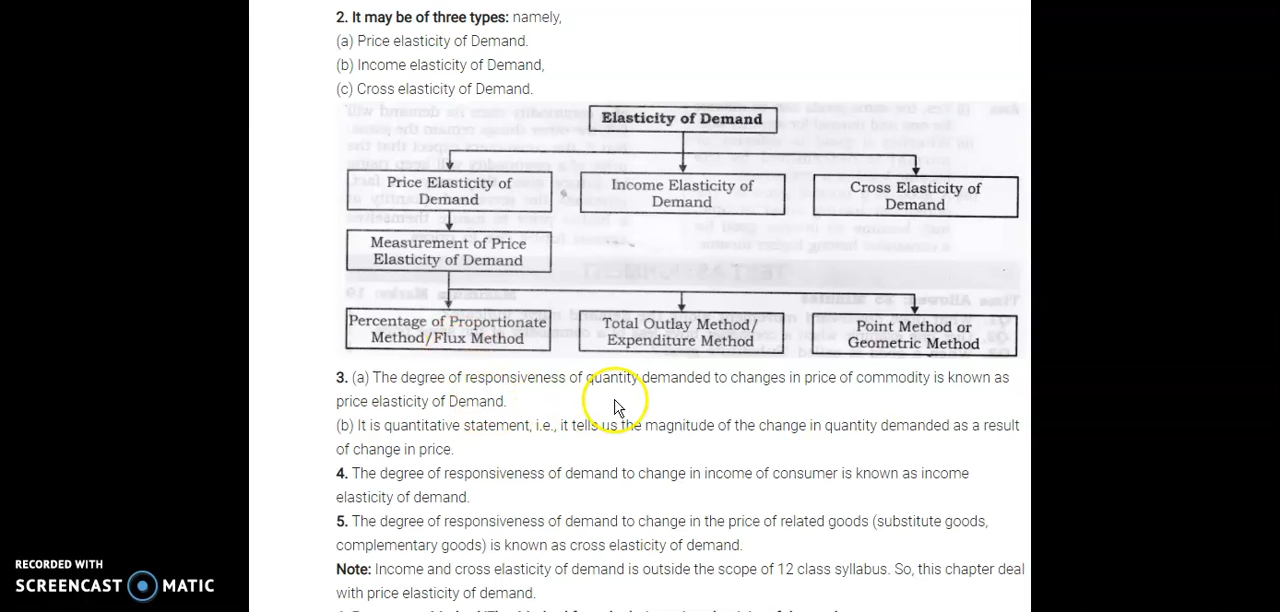 2. It may be of three types: namely,
(a) Price elasticity of Demand.
(b) Income elasticity of Demand,
(c) Cross elasticity of Demand.
Elasticity of Demand
Price Elasticity of
Demand
Income Elasticity of
Demand
Cross Elasticity of
Demand
Measurement of Price
Elasticity of Demand
Percentage of Proportionate
Method/Flux Method
Total Outlay Method/
Expenditure Method
Point Method or
Geometric Method
3. (a) The degree of responsiveness of quantity demanded to changes in price of commodity is known as
price elasticity of Demand.
(b) It is quantitative statement, i.e., it tells us the magnitude of the change in quantity demanded as a result
of change in price.
4. The degree of responsiveness of demand to change in income of consumer is known as income
elasticity of demand.
5. The degree of responsiveness of demand to change in the price of related goods (substitute goods,
complementary goods) is known as cross elasticity of demand.
Note: Income and cross elasticity of demand is outside the scope of 12 class syllabus. So, this chapter deal
with price elasticity of demand.
RECORDED WITH
SCREENCAST MATIC